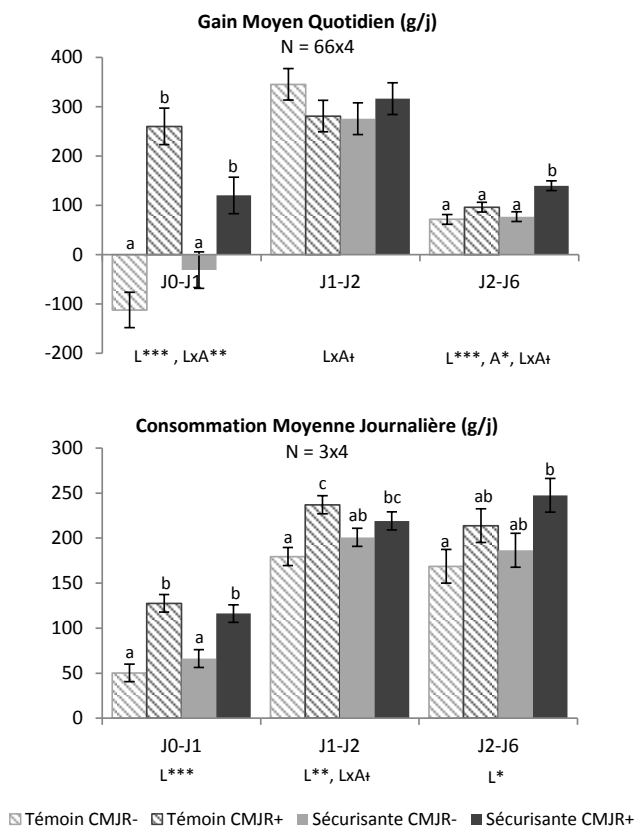 Gain Moyen Quotidien (g/j)
N = 66x4
400
300
200
100
0
-100
-200
a
b
a
b
a
a
a
b
J0-J1
J1-J2
J2-J6
L*** , LxA**
LxAƚ
L***, A*, LxAƚ
Consommation Moyenne Journalière (g/j)
N = 3x4
300
250
200
150
100
50
0
a
b
a
b
a
c
ab
bc
a
ab
ab
b
J0-J1
J1-J2
J2-J6
L***
L**, LxAƚ
L*
Témoin CMJR- Témoin CMJR+ Sécurisante CMJR- Sécurisante CMJR+